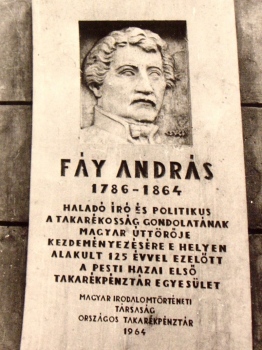 FÁY ANDRÁS
1786-1864
HALADÓ ÍRÓ ÉS POLITIKUS
A TAKARÉKOSSÁG GONDOLATÁNAK
MAGYAR ÚTTÖRŐJE
KEZDEMÉNYEZÉSÉRE E HELYEN
ALAKULT 125 ÉVVEL EZELŐTT
A PESTI HAZAI ELSŐ
TAKARÉKPÉNZTÁR EGYESÜLET
MAGYAR IRODALOMTÖRTÉNETI
TÁRSASÁG
ORSZÁGOS TAKARÉKPÉNZTÁR
1964